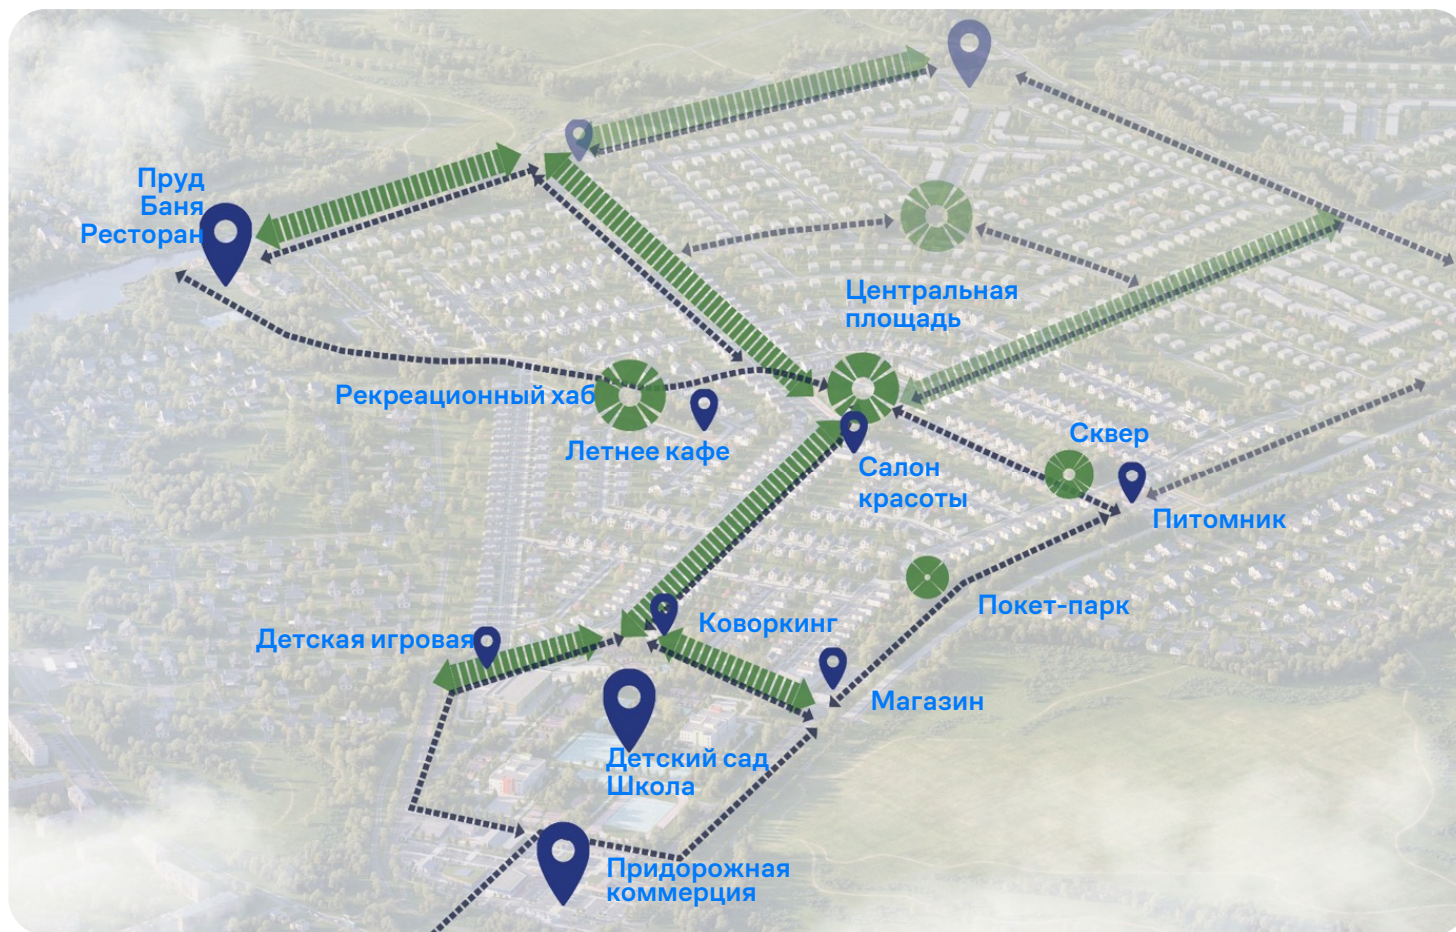 Пруд
Баня
Ресторан
Центральная
площадь
Рекреационный хаб
Летнее кафе
Сквер
Салон
красоты
Питомник
Покет-парк
Коворкинг
Детская игровая
Магазин
Детский сад
Школа
Придорожная
коммерция